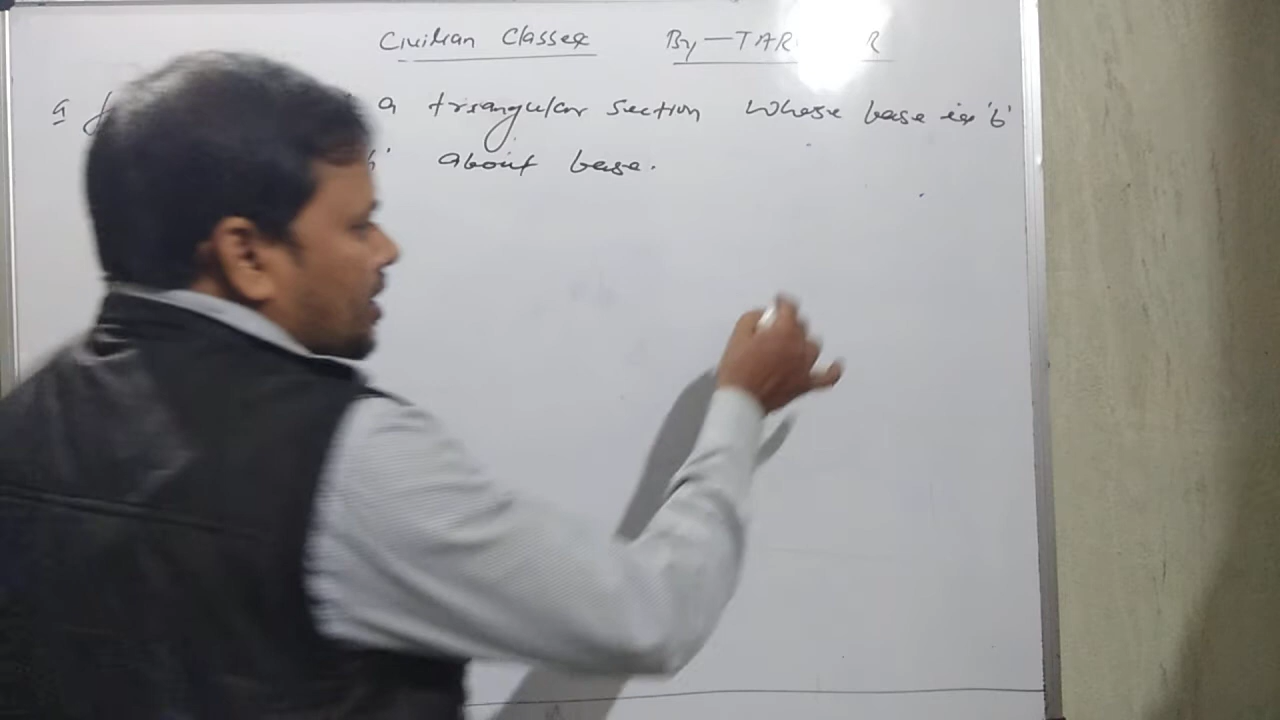 Civilian Classes By - TAR R
a triangular section whose base is 'b'
'h' about base.